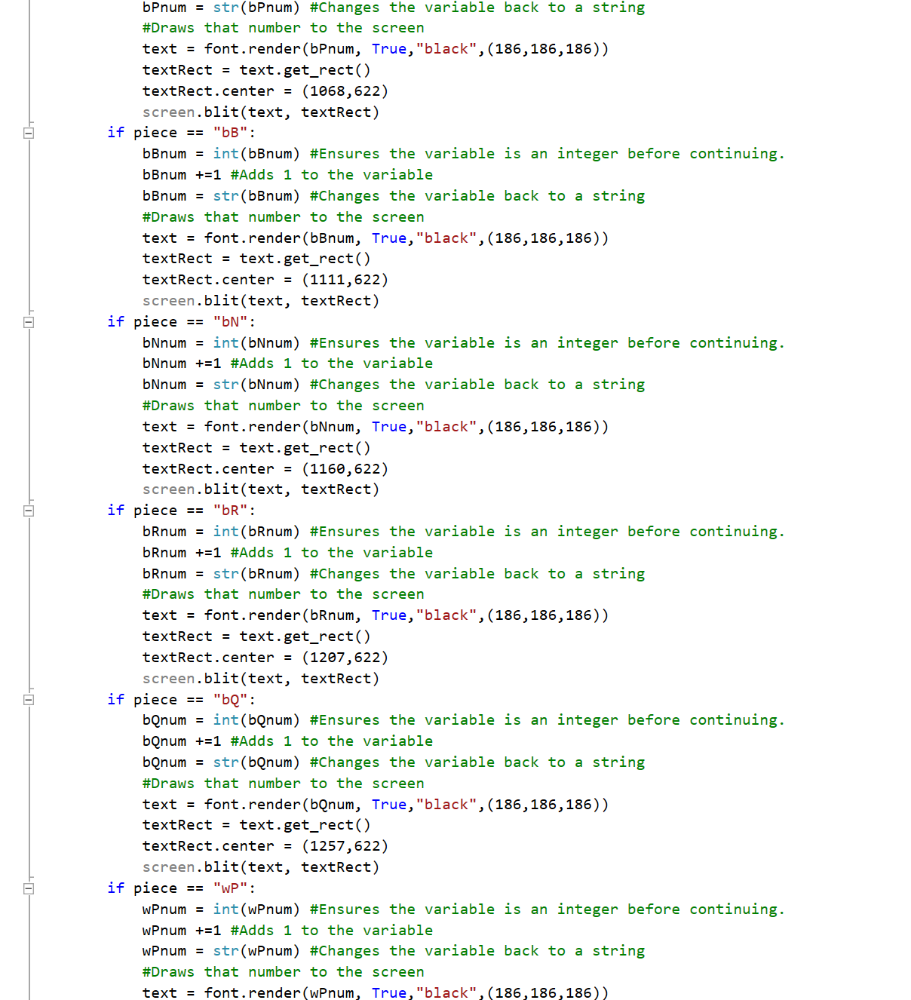 bPnum = str(bPnum) #Changes the variable back to a string
#Draws that number to the screen
text = font.render(bPnum, True,"black",(186,186,186))
textRect = text.get_rect()
textRect.center = (1068,622)
screen.blit(text, textRect)
if piece == "bB":
bBnum = int(bBnum) #Ensures the variable is an integer before continuing.
bBnum +=1 #Adds 1 to the variable
bBnum = str(bBnum) #Changes the variable back to a string
#Draws that number to the screen
text = font.render(bBnum, True,"black",(186,186,186))
textRect = text.get_rect()
textRect.center = (1111,622)
screen.blit(text, textRect)
if piece == "bN":
bNnum = int(bNnum) #Ensures the variable is an integer before continuing.
bNnum +=1 #Adds 1 to the variable
bNnum = str(bNnum) #Changes the variable back to a string
#Draws that number to the screen
text = font.render(bNnum, True,"black",(186,186,186))
textRect = text.get_rect()
textRect.center = (1160,622)
screen.blit(text, textRect)
if piece == "bR":
bRnum = int(bRnum) #Ensures the variable is an integer before continuing.
bRnum +=1 #Adds 1 to the variable
bRnum = str(bRnum) #Changes the variable back to a string
#Draws that number to the screen
text = font.render(bRnum, True,"black",(186,186,186))
textRect = text.get_rect()
textRect.center = (1207,622)
screen.blit(text, textRect)
if piece == "bQ":
bQnum = int(bQnum) #Ensures the variable is an integer before continuing.
bQnum +=1 #Adds 1 to the variable
bQnum = str(bQnum) #Changes the variable back to a string
#Draws that number to the screen
text = font.render(bQnum, True,"black",(186,186,186))
textRect = text.get_rect()
textRect.center = (1257,622)
screen.blit(text, textRect)
if piece == "wP":
wPnum = int(wPnum) #Ensures the variable is an integer before continuing.
wPnum +=1 #Adds 1 to the variable
wPnum = str(wPnum) #Changes the variable back to a string
#Draws that number to the screen
text = font.render(wPnum, True,"black",(186,186,186))